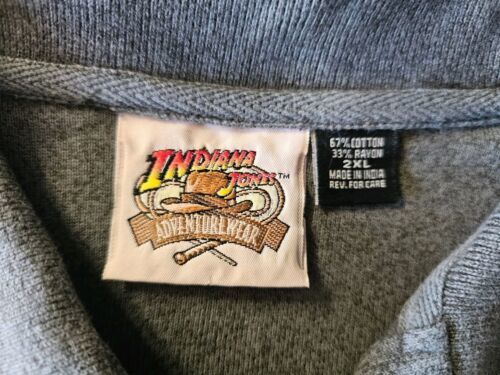 INDIANA
JONES™
ADVENTUREWEAR
67% COTTON
33% RAYON
2XL
MADE IN INDIA
REV. FOR CARE